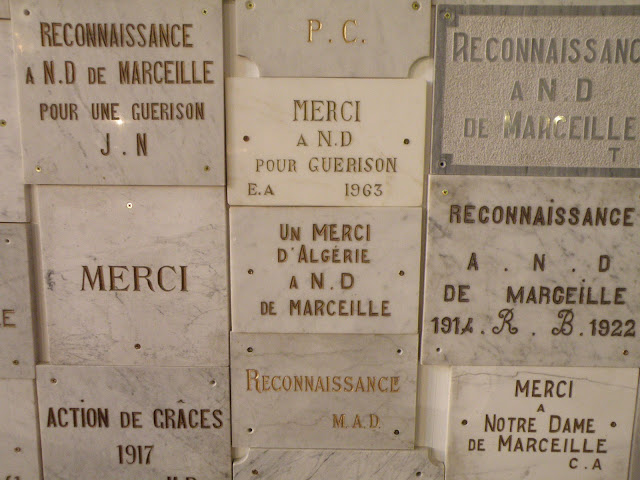 RECONNAISSANCE
A N.D DE MARCEILLE
POUR UNE GUERISON
J.N
P.C.
MERCI
A N.D
POUR GUERISON
E.A 1963
RECONNAISSANCE
A N.D
DE MARCEILLE
T
MERCI
UN MERCI
D'ALGÉRIE
A N.D
DE MARCEILLE
RECONNAISSANCE
A . N . D
DE MARCEILLE
1914. R. B. 1922
RECONNAISSANCE
M.A.D.
ACTION DE GRÂCES
1917
MERCI
A
NOTRE DAME
DE MARCEILLE
C.A